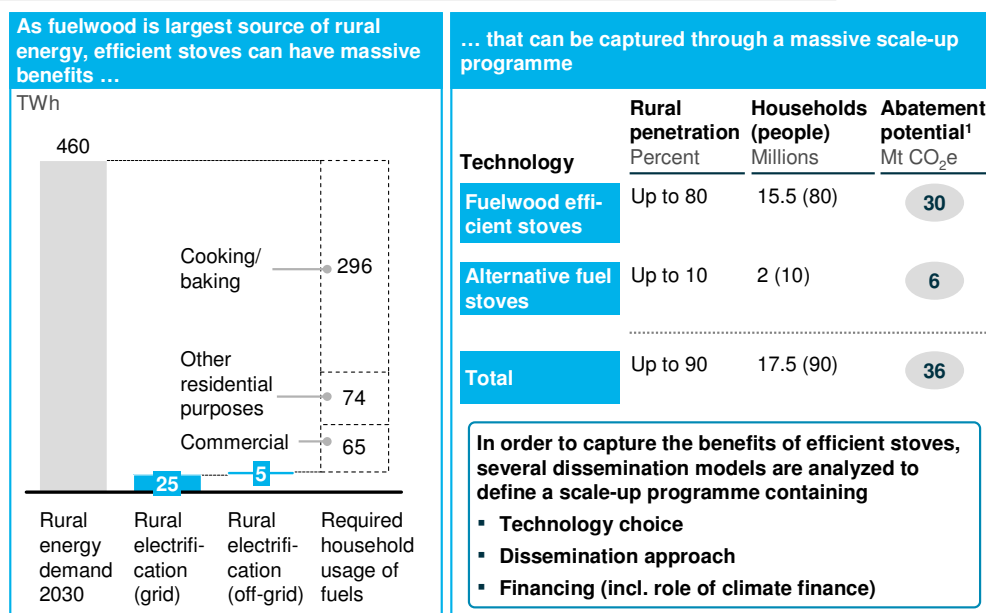 As fuelwood is largest source of rural
energy, efficient stoves can have massive
benefits …
TWh
460
Cooking/
baking
296
Other
residential
purposes
74
Commercial
65
25
5
Rural
energy
demand
2030
Rural
electrifi-
cation
(grid)
Rural
electrifi-
cation
(off-grid)
Required
household
usage of
fuels
… that can be captured through a massive scale-up
programme
Technology
Rural
penetration
Percent
Households
(people)
Millions
Abatement
potential¹
Mt CO₂e
Fuelwood effi-
cient stoves
Up to 80
15.5 (80)
30
Alternative fuel
stoves
Up to 10
2 (10)
6
Total
Up to 90
17.5 (90)
36
In order to capture the benefits of efficient stoves,
several dissemination models are analyzed to
define a scale-up programme containing
▪ Technology choice
▪ Dissemination approach
▪ Financing (incl. role of climate finance)